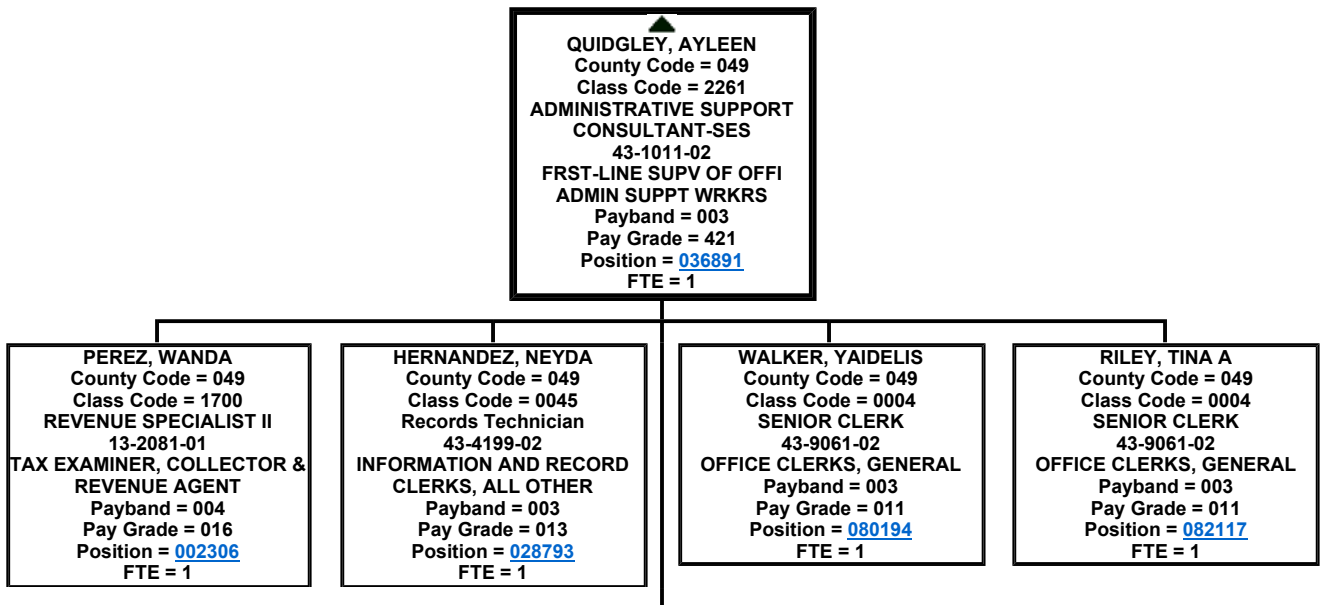 QUIDGLEY, AYLEEN
County Code = 049
Class Code = 2261
ADMINISTRATIVE SUPPORT
CONSULTANT-SES
43-1011-02
FRST-LINE SUPV OF OFFI
ADMIN SUPPT WRKRS
Payband = 003
Pay Grade = 421
Position = 036891
FTE = 1
PEREZ, WANDA
County Code = 049
Class Code = 1700
REVENUE SPECIALIST II
13-2081-01
TAX EXAMINER, COLLECTOR &
REVENUE AGENT
Payband = 004
Pay Grade = 016
Position = 002306
FTE = 1
HERNANDEZ, NEYDA
County Code = 049
Class Code = 0045
Records Technician
43-4199-02
INFORMATION AND RECORD
CLERKS, ALL OTHER
Payband = 003
Pay Grade = 013
Position = 028793
FTE = 1
WALKER, YAIDELIS
County Code = 049
Class Code = 0004
SENIOR CLERK
43-9061-02
OFFICE CLERKS, GENERAL
Payband = 003
Pay Grade = 011
Position = 080194
FTE = 1
RILEY, TINA A
County Code = 049
Class Code = 0004
SENIOR CLERK
43-9061-02
OFFICE CLERKS, GENERAL
Payband = 003
Pay Grade = 011
Position = 082117
FTE = 1